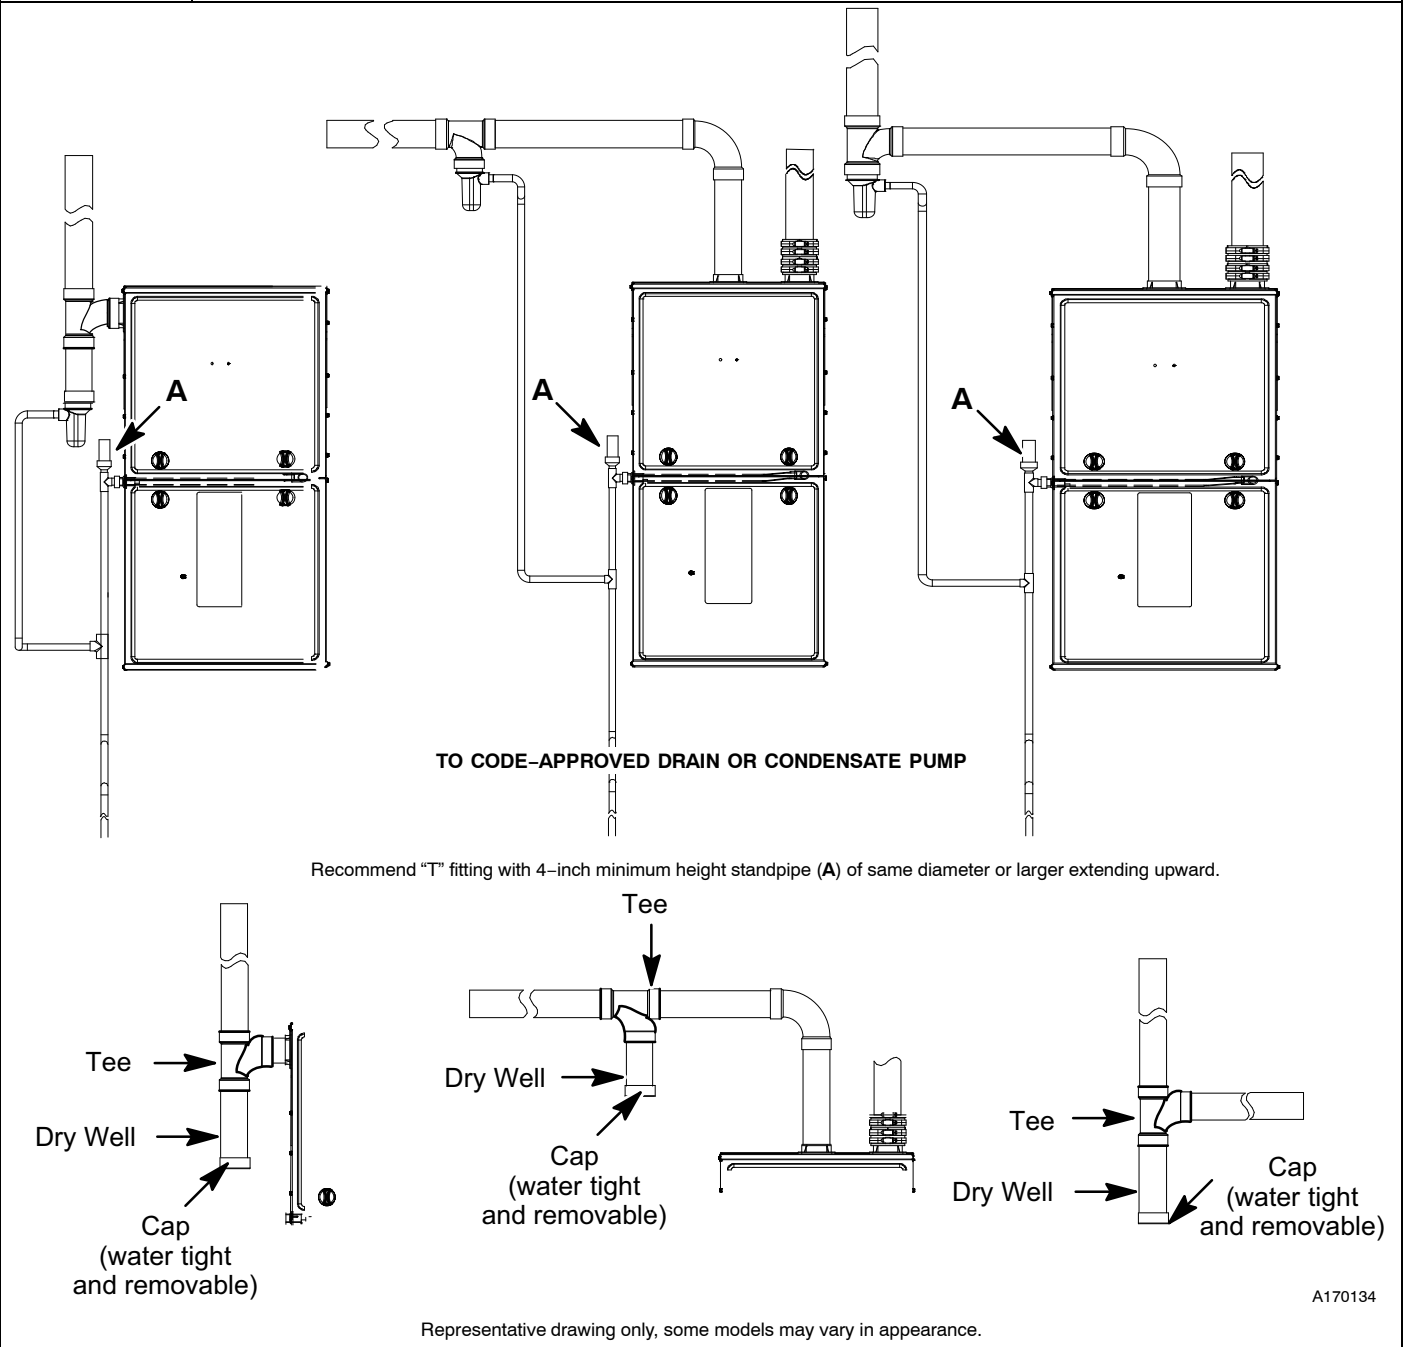 A
A
A
TO CODE–APPROVED DRAIN OR CONDENSATE PUMP
Recommend “T” fitting with 4–inch minimum height standpipe (A) of same diameter or larger extending upward.
Tee
Dry Well
Cap
(water tight
and removable)
Tee
Dry Well
Cap
(water tight
and removable)
Tee
Dry Well
Cap
(water tight
and removable)
A170134
Representative drawing only, some models may vary in appearance.